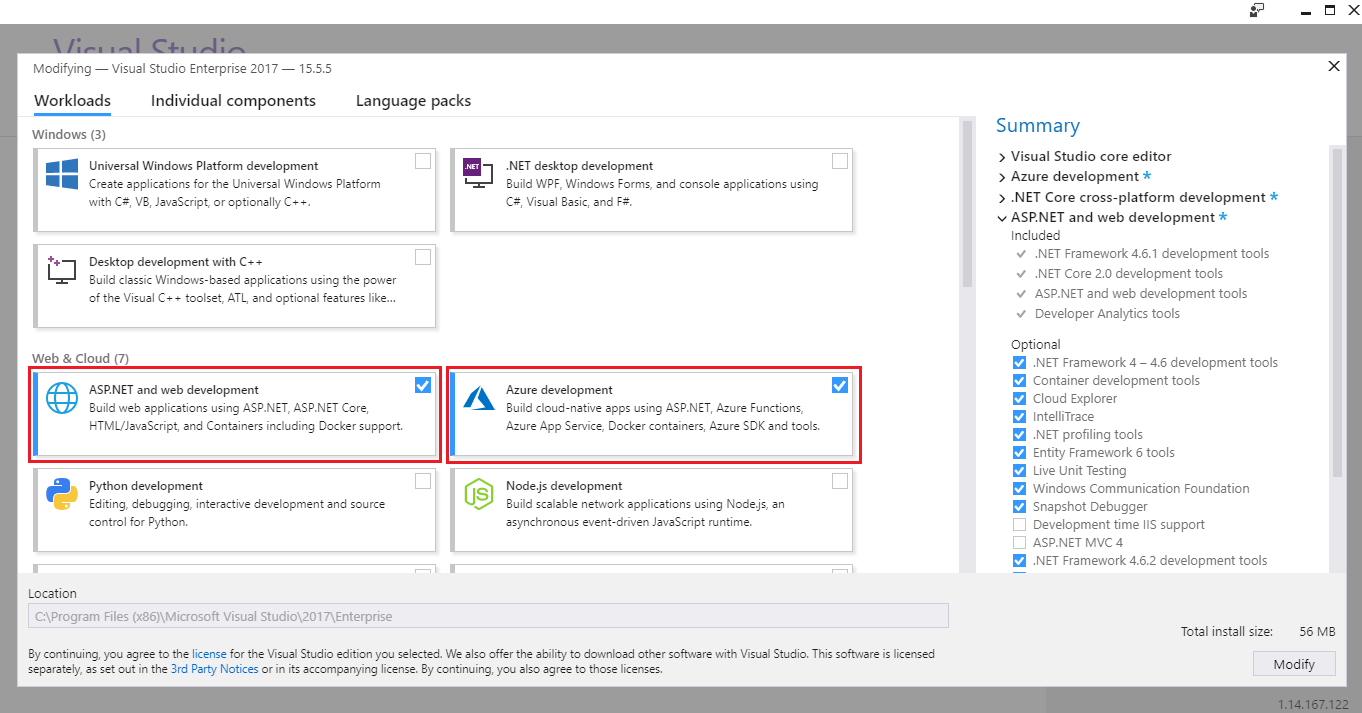 Visual Studio
Modifying — Visual Studio Enterprise 2017 — 15.5.5
Workloads
Individual components
Language packs
Windows (3)
Universal Windows Platform development
Create applications for the Universal Windows Platform
with C#, VB, JavaScript, or optionally C++.
.NET
.NET desktop development
Build WPF, Windows Forms, and console applications using
C#, Visual Basic, and F#.
Desktop development with C++
Build classic Windows-based applications using the power
of the Visual C++ toolset, ATL, and optional features like...
Web & Cloud (7)
ASP.NET and web development
Build web applications using ASP.NET, ASP.NET Core,
HTML/JavaScript, and Containers including Docker support.
Azure development
Build cloud-native apps using ASP.NET, Azure Functions,
Azure App Service, Docker containers, Azure SDK and tools.
Python development
Editing, debugging, interactive development and source
control for Python.
JS
Node.js development
Build scalable network applications using Node.js, an
asynchronous event-driven JavaScript runtime.
Summary
Visual Studio core editor
Azure development *
.NET Core cross-platform development *
ASP.NET and web development *
Included
.NET Framework 4.6.1 development tools
.NET Core 2.0 development tools
ASP.NET and web development tools
Developer Analytics tools
Optional
.NET Framework 4 – 4.6 development tools
Container development tools
Cloud Explorer
IntelliTrace
.NET profiling tools
Entity Framework 6 tools
Live Unit Testing
Windows Communication Foundation
Snapshot Debugger
Development time IIS support
ASP.NET MVC 4
.NET Framework 4.6.2 development tools
Location
C:\Program Files (x86)\Microsoft Visual Studio\2017\Enterprise
By continuing, you agree to the license for the Visual Studio edition you selected. We also offer the ability to download other software with Visual Studio. This software is licensed
separately, as set out in the 3rd Party Notices or in its accompanying license. By continuing, you also agree to those licenses.
Total install size: 56 MB
Modify
1.14.167.122